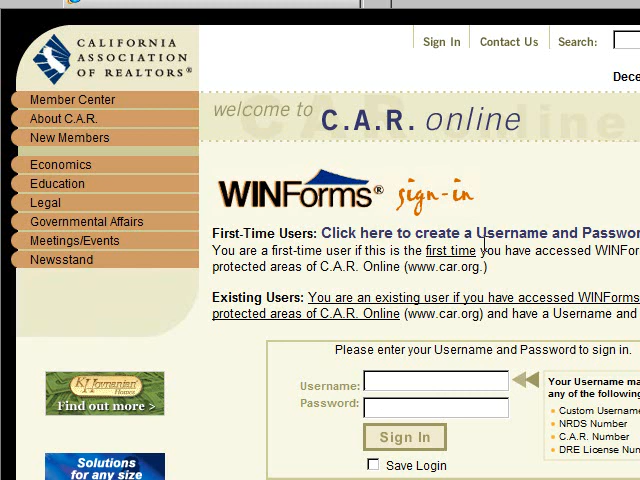 CALIFORNIA
ASSOCIATION
OF REALTORS®
Sign In
Contact Us
Search:
Dece
Member Center
About C.A.R.
New Members
Economics
Education
Legal
Governmental Affairs
Meetings/Events
Newsstand
welcome to C.A.R. online
WINForms® sign-in
First-Time Users: Click here to create a Username and Passwor
You are a first-time user if this is the first time you have accessed WINFor
protected areas of C.A.R. Online (www.car.org.)
Existing Users: You are an existing user if you have accessed WINForms
protected areas of C.A.R. Online (www.car.org) and have a Username and
Please enter your Username and Password to sign in.
Username:
Password:
Sign In
Save Login
Your Username ma
any of the following
Custom Username
NRDS Number
C.A.R. Number
DRE License Num
K. Hovnanian
Homes
Find out more >
Solutions
for any size